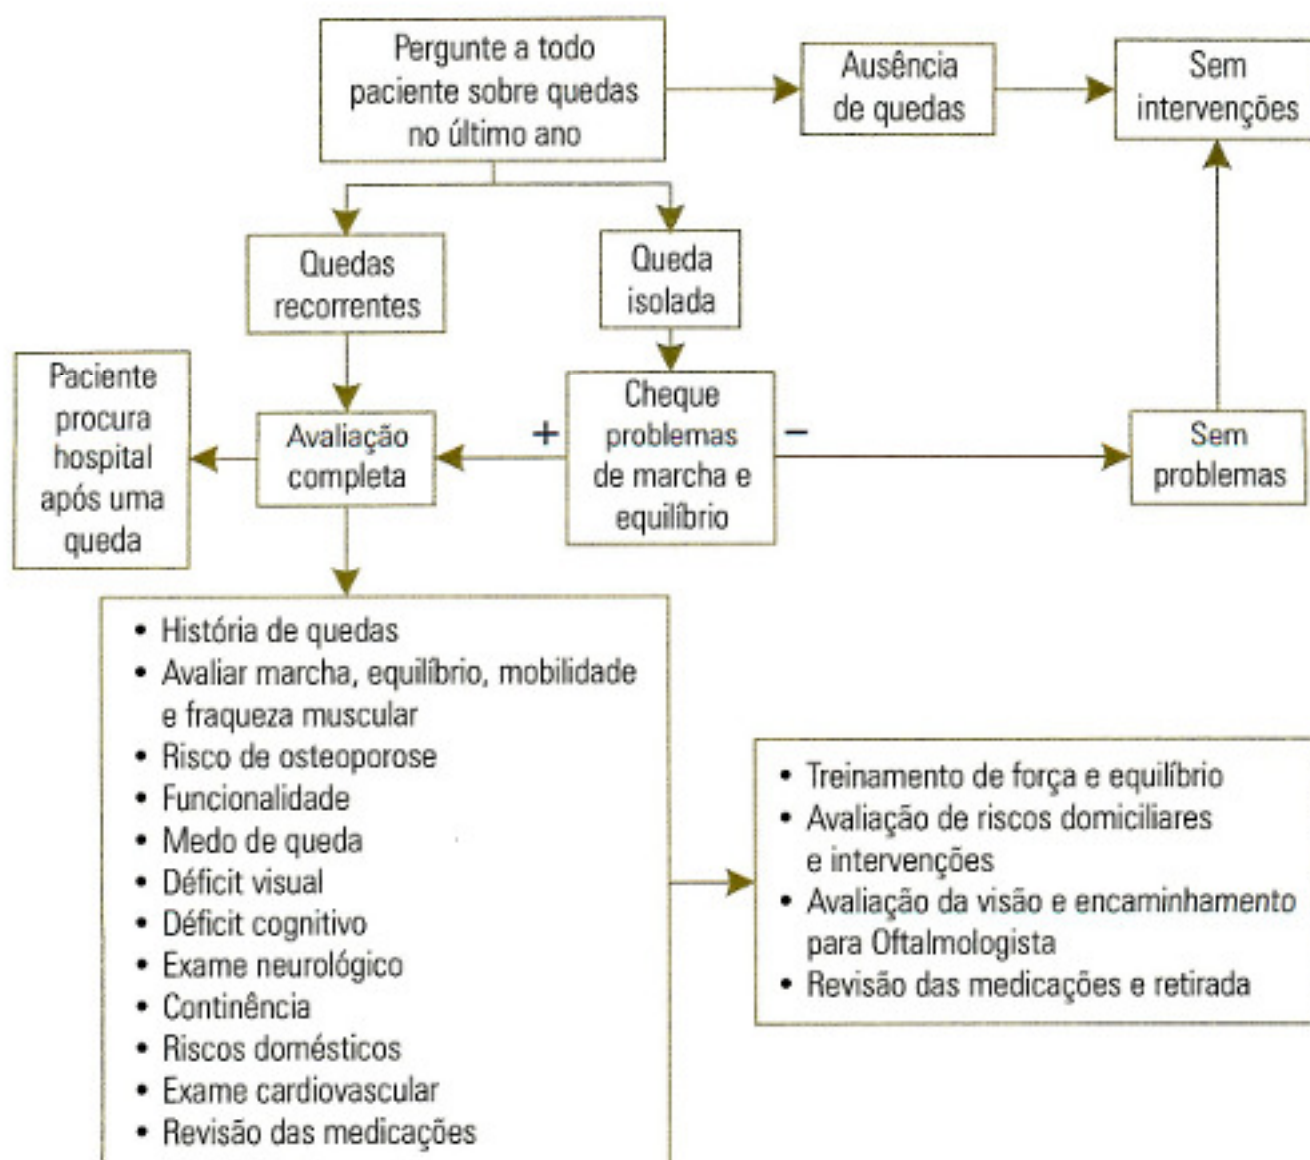 Pergunte a todo
paciente sobre quedas
no último ano
Ausência
de quedas
Sem
intervenções
Quedas
recorrentes
Queda
isolada
Paciente
procura
hospital
após uma
queda
Avaliação
completa
+
Cheque
problemas
de marcha e
equilíbrio
−
Sem
problemas
• História de quedas
• Avaliar marcha, equilíbrio, mobilidade
e fraqueza muscular
• Risco de osteoporose
• Funcionalidade
• Medo de queda
• Déficit visual
• Déficit cognitivo
• Exame neurológico
• Continência
• Riscos domésticos
• Exame cardiovascular
• Revisão das medicações
• Treinamento de força e equilíbrio
• Avaliação de riscos domiciliares
e intervenções
• Avaliação da visão e encaminhamento
para Oftalmologista
• Revisão das medicações e retirada